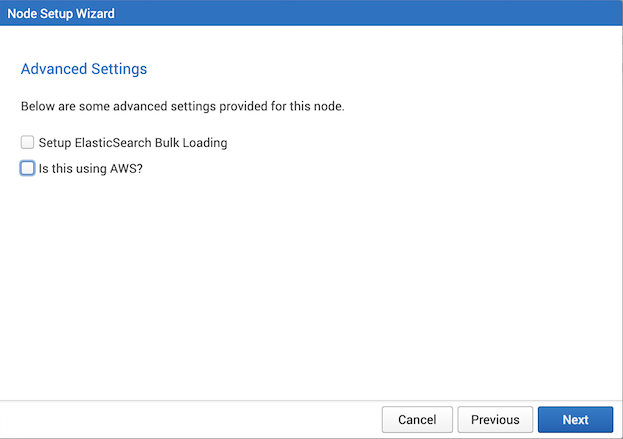 Node Setup Wizard
Advanced Settings
Below are some advanced settings provided for this node.
Setup ElasticSearch Bulk Loading
Is this using AWS?
Cancel Previous Next